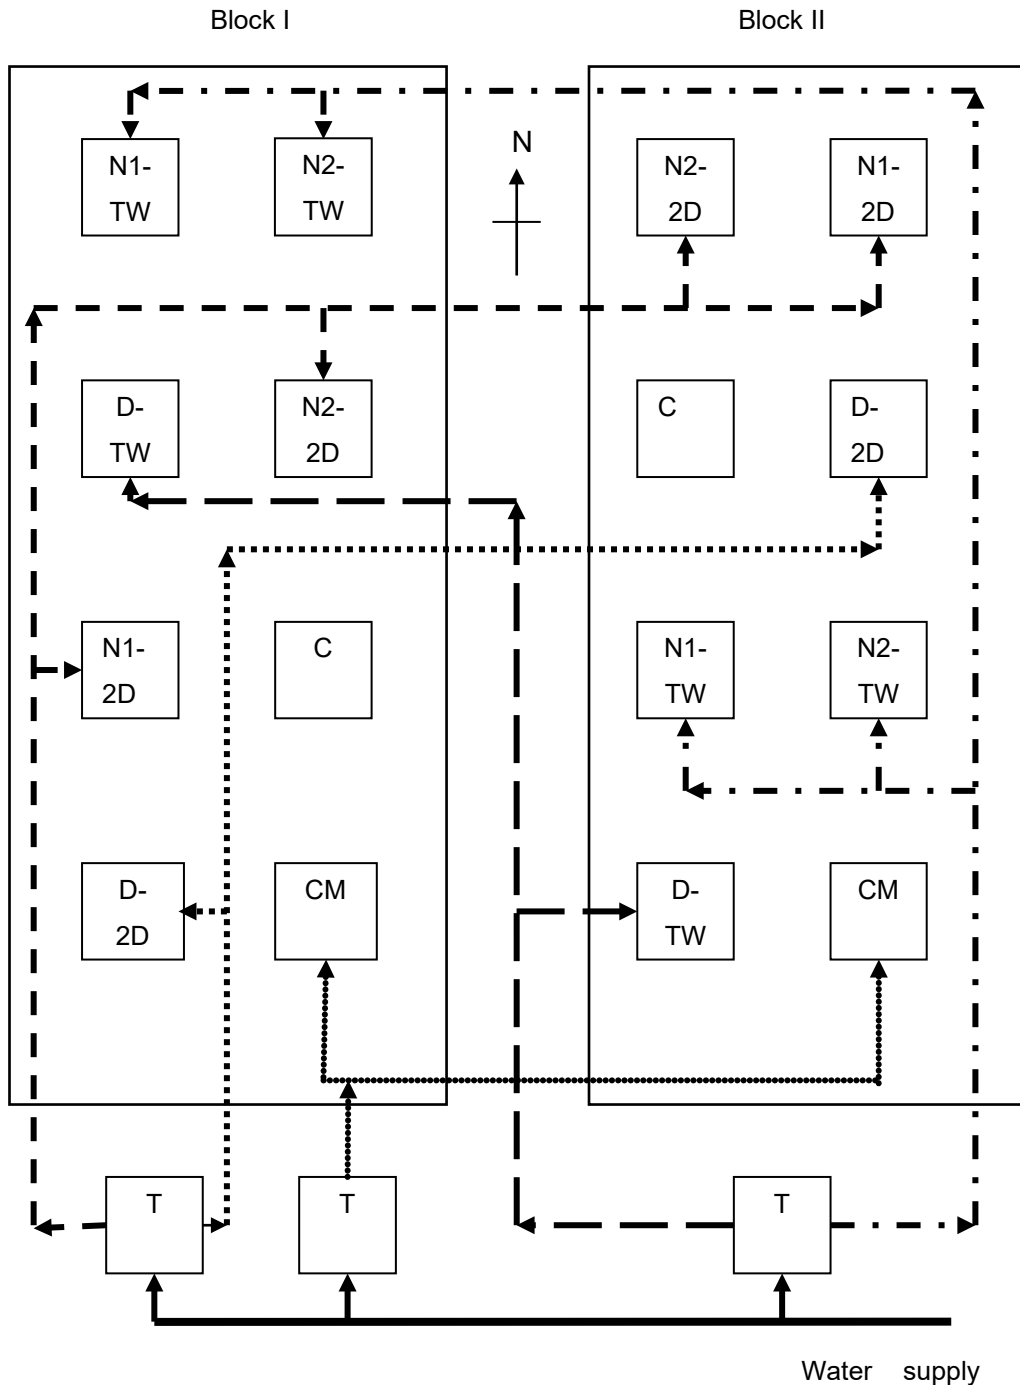 Block I
Block II
N1-
TW
N2-
TW
N
N2-
2D
N1-
2D
D-
TW
N2-
2D
C
D-
2D
N1-
2D
C
N1-
TW
N2-
TW
D-
2D
CM
D-
TW
CM
T
T
T
Water supply